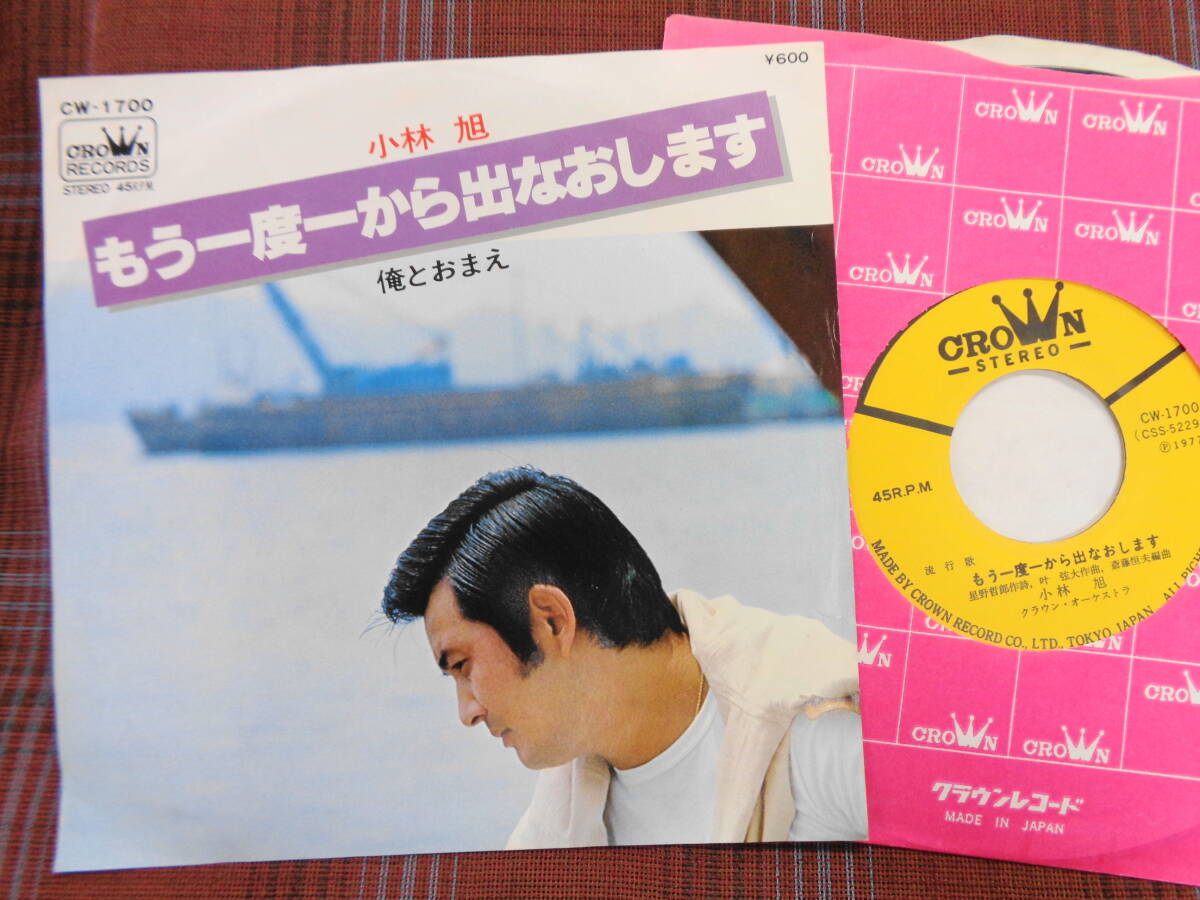 CW-1700
CROWN
RECORDS
STEREO 45R.P.M.
¥600
小林 旭
もう一度一から出なおします
俺とおまえ
CROWN
CROWN
CROWN
CROWN
CROWN
CROWN
CROWN
CROWN
CROWN
クラウンレコード
MADE IN JAPAN
CROWN
STEREO
CW-1700
(CSS-5229
45R.P.M.
流行歌
もう一度一から出なおします
星野哲郎作詩、叶 弦大作曲、斎藤恒夫編曲
小林 旭
クラウン・オーケストラ
MADE BY CROWN RECORD CO., LTD., TOKYO, JAPAN